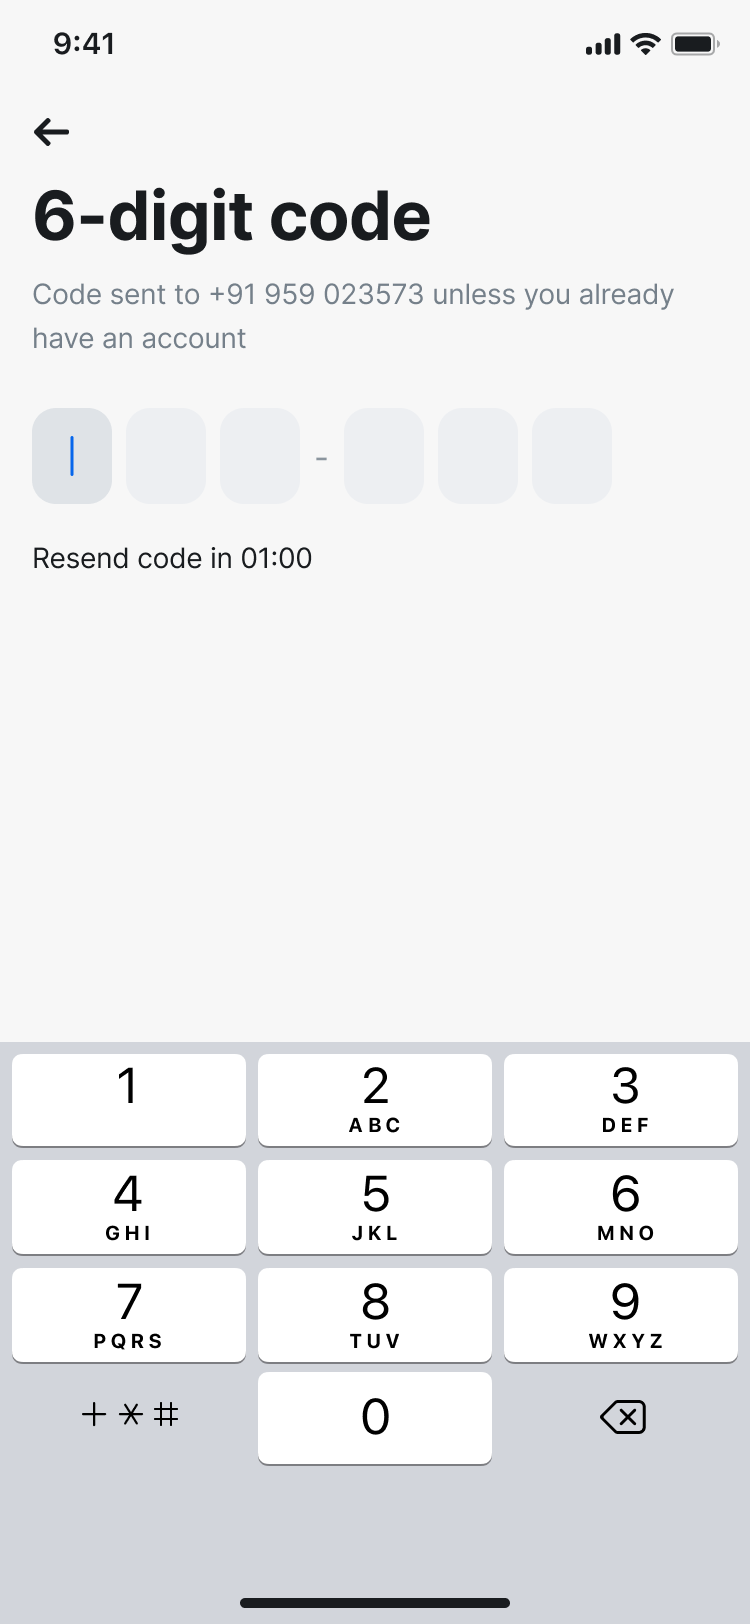 9:41
6-digit code
Code sent to +91 959 023573 unless you already
have an account
-
Resend code in 01:00
1 2 3
ABC DEF
4 5 6
GHI JKL MNO
7 8 9
PQRS TUV WXYZ
+ * # 0